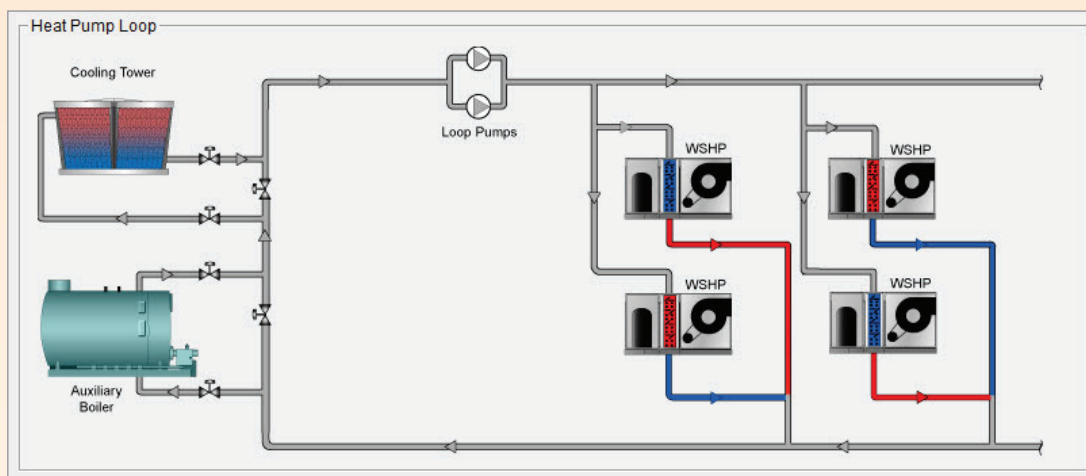 Heat Pump Loop
Cooling Tower
Loop Pumps
WSHP
WSHP
WSHP
WSHP
Auxiliary
Boiler